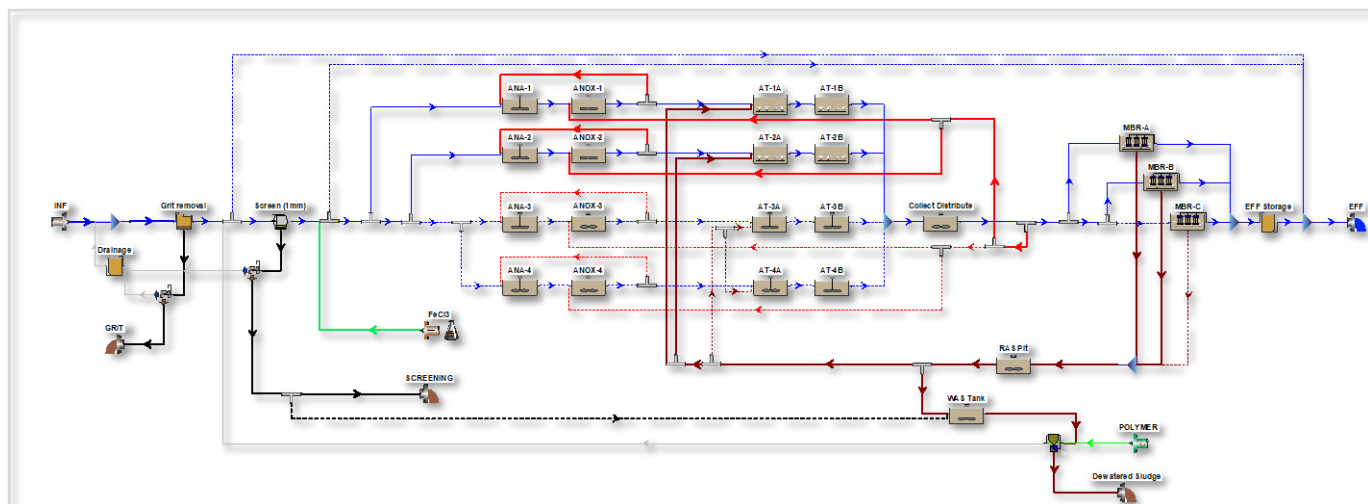 ANA-1
ANOX-1
AT-1A
AT-1B
MBR-A
ANA-2
ANOX-2
AT-2A
AT-2B
MBR-B
INF
Grit removal
Screen (1mm)
ANA-3
ANOX-3
AT-3A
AT-3B
Collect Distribute
MBR-C
EFF Storage
EFF
Drainage
ANA-4
ANOX-4
AT-4A
AT-4B
GRIT
FeCl3
RAS Pit
SCREENING
WAS Tank
POLYMER
Dewatered Sludge